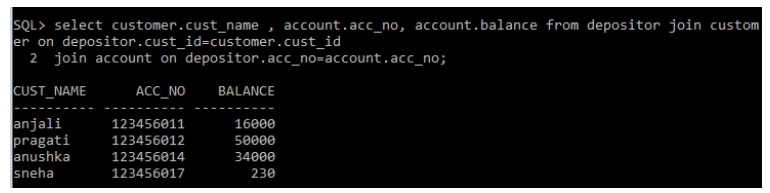 SQL> select customer.cust_name , account.acc_no, account.balance from depositor join custom
er on depositor.cust_id=customer.cust_id
  2  join account on depositor.acc_no=account.acc_no;
CUST_NAME      ACC_NO    BALANCE
---------- ---------- ----------
anjali      123456011      16000
pragati     123456012      50000
anushka     123456014      34000
sneha       123456017        230